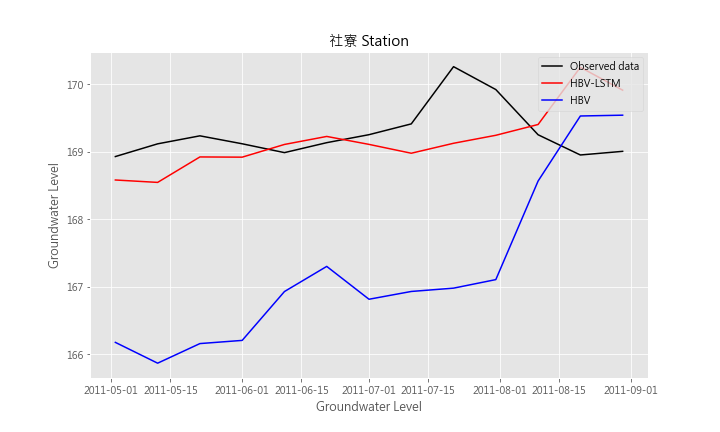 社寮 Station
Observed data
HBV-LSTM
HBV
170
169
168
167
166
Groundwater Level
2011-05-01 2011-05-15 2011-06-01 2011-06-15 2011-07-01 2011-07-15 2011-08-01 2011-08-15 2011-09-01
Groundwater Level